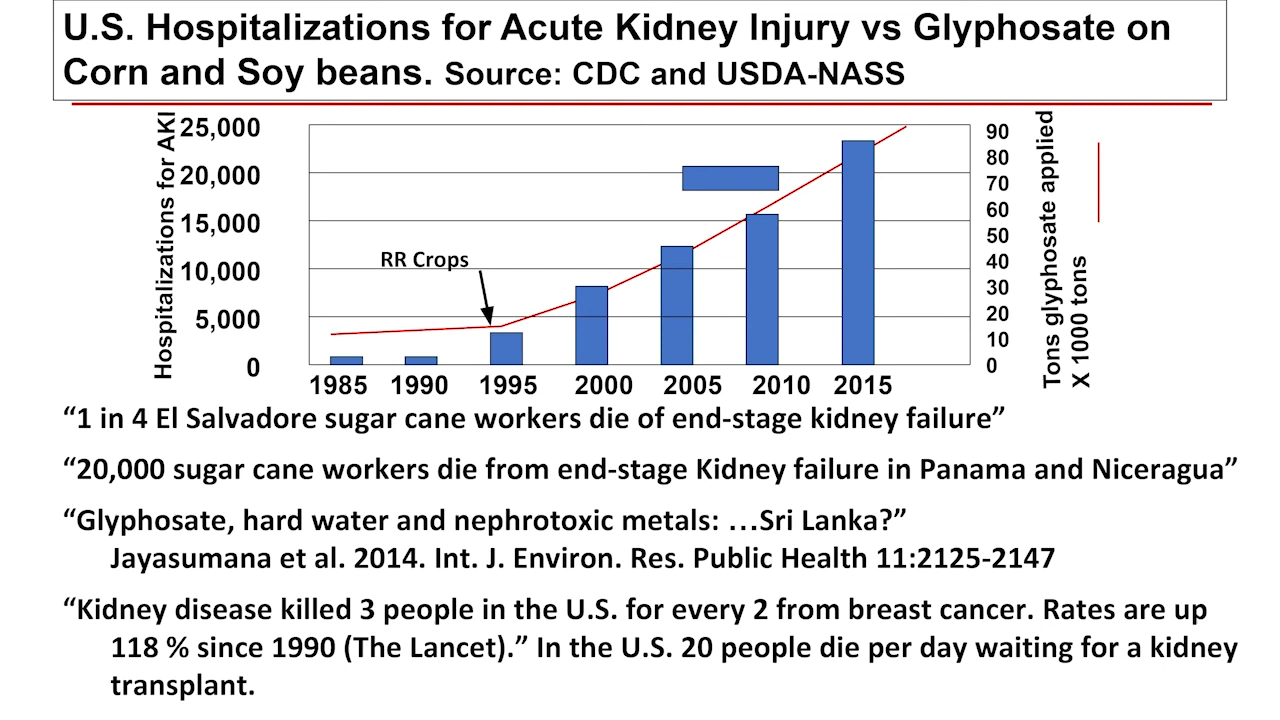 U.S. Hospitalizations for Acute Kidney Injury vs Glyphosate on
Corn and Soy beans. Source: CDC and USDA-NASS
Hospitalizations for AKI
25,000
20,000
15,000
10,000
5,000
0
RR Crops
1985 1990 1995 2000 2005 2010 2015
90
80
70
60
50
40
30
20
10
0
Tons glyphosate applied
X 1000 tons
“1 in 4 El Salvadore sugar cane workers die of end-stage kidney failure”
“20,000 sugar cane workers die from end-stage Kidney failure in Panama and Niceragua”
“Glyphosate, hard water and nephrotoxic metals: …Sri Lanka?”
Jayasumana et al. 2014. Int. J. Environ. Res. Public Health 11:2125-2147
“Kidney disease killed 3 people in the U.S. for every 2 from breast cancer. Rates are up
118 % since 1990 (The Lancet).” In the U.S. 20 people die per day waiting for a kidney
transplant.